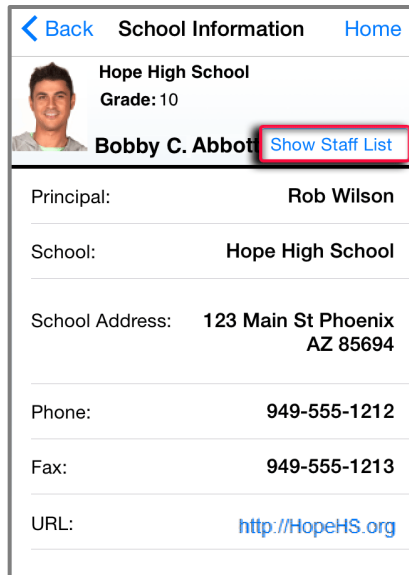 Back School Information Home
Hope High School
Grade: 10
Bobby C. Abbott Show Staff List
Principal: Rob Wilson
School: Hope High School
School Address: 123 Main St Phoenix
AZ 85694
Phone: 949-555-1212
Fax: 949-555-1213
URL: http://HopeHS.org